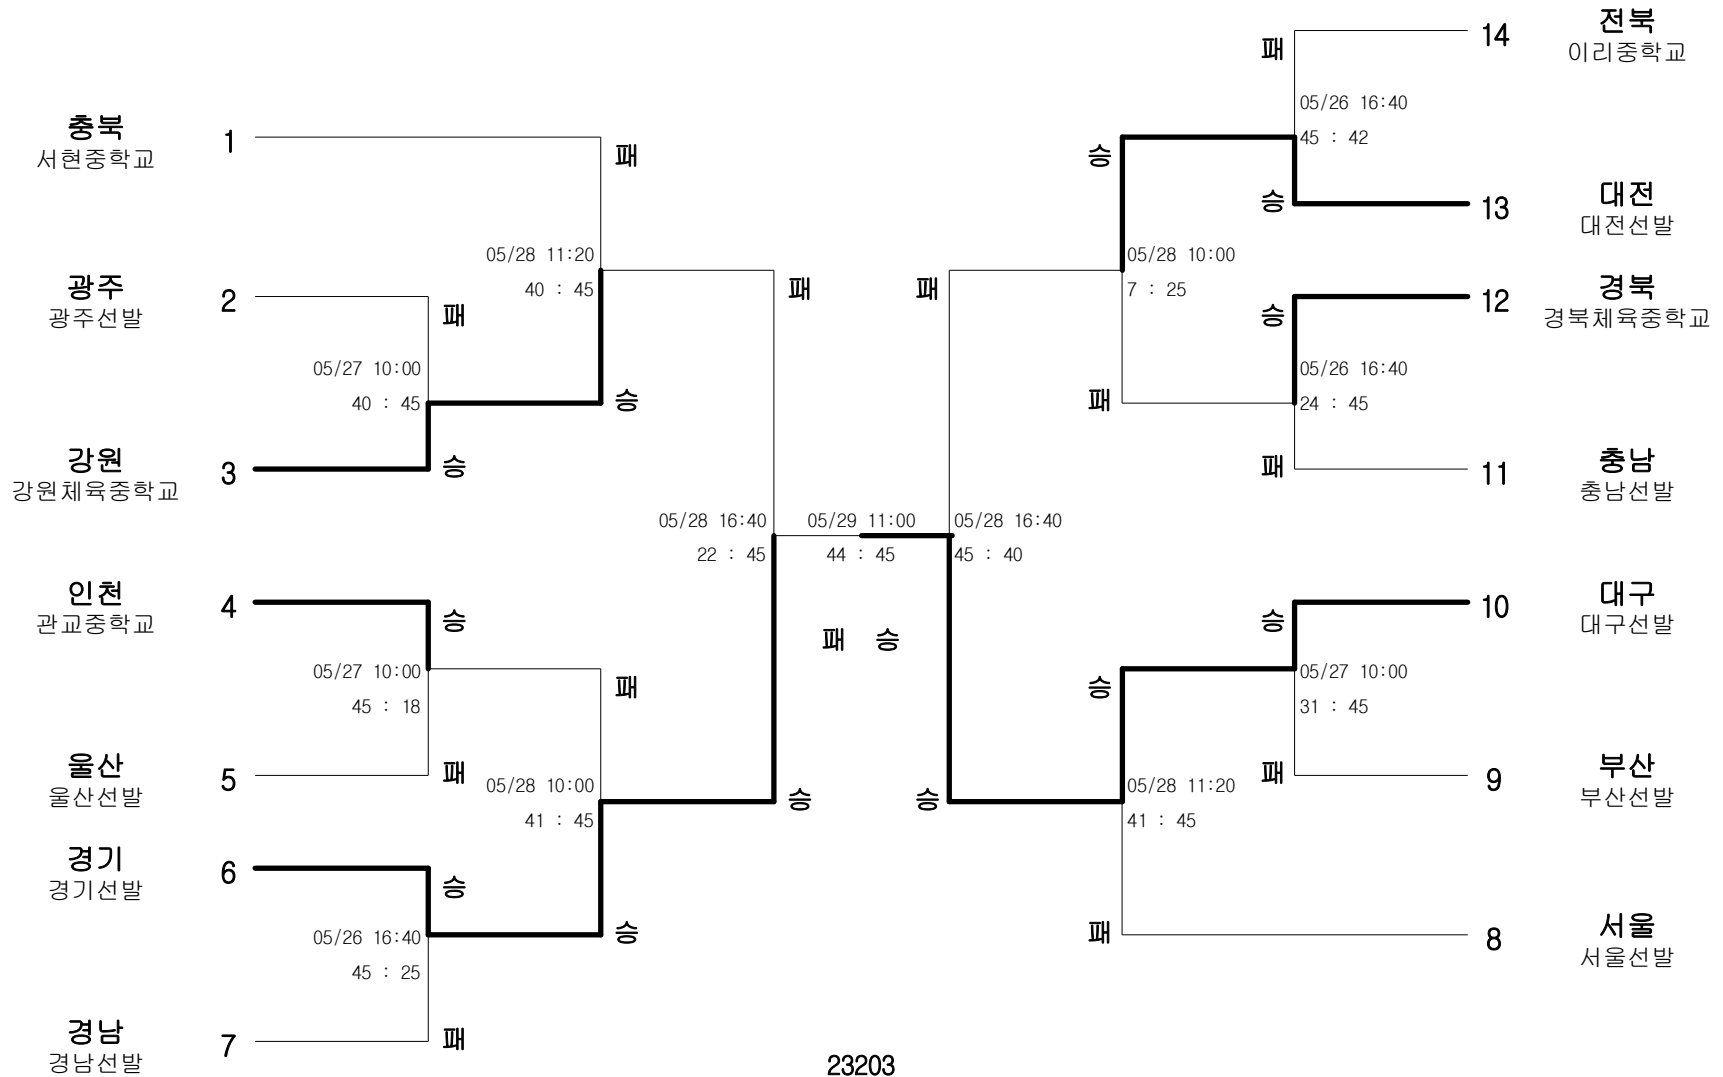 충북
서현중학교
1
패
광주
광주선발
2
패
05/28 11:20
40 : 45
패
05/27 10:00
40 : 45
승
강원
강원체육중학교
3
승
05/28 16:40
22 : 45
인천
관교중학교
4
승
05/27 10:00
45 : 18
패
울산
울산선발
5
패
05/28 10:00
41 : 45
승
경기
경기선발
6
승
05/26 16:40
45 : 25
승
경남
경남선발
7
패
05/29 11:00
44 : 45
패 승
전북
이리중학교
14
패
05/26 16:40
45 : 42
승
대전
대전선발
13
승
05/28 10:00
7 : 25
패
경북
경북체육중학교
12
승
05/26 16:40
24 : 45
패
충남
충남선발
11
패
05/28 16:40
45 : 40
대구
대구선발
10
승
05/27 10:00
31 : 45
승
부산
부산선발
9
패
05/28 11:20
41 : 45
승
서울
서울선발
8
패
23203